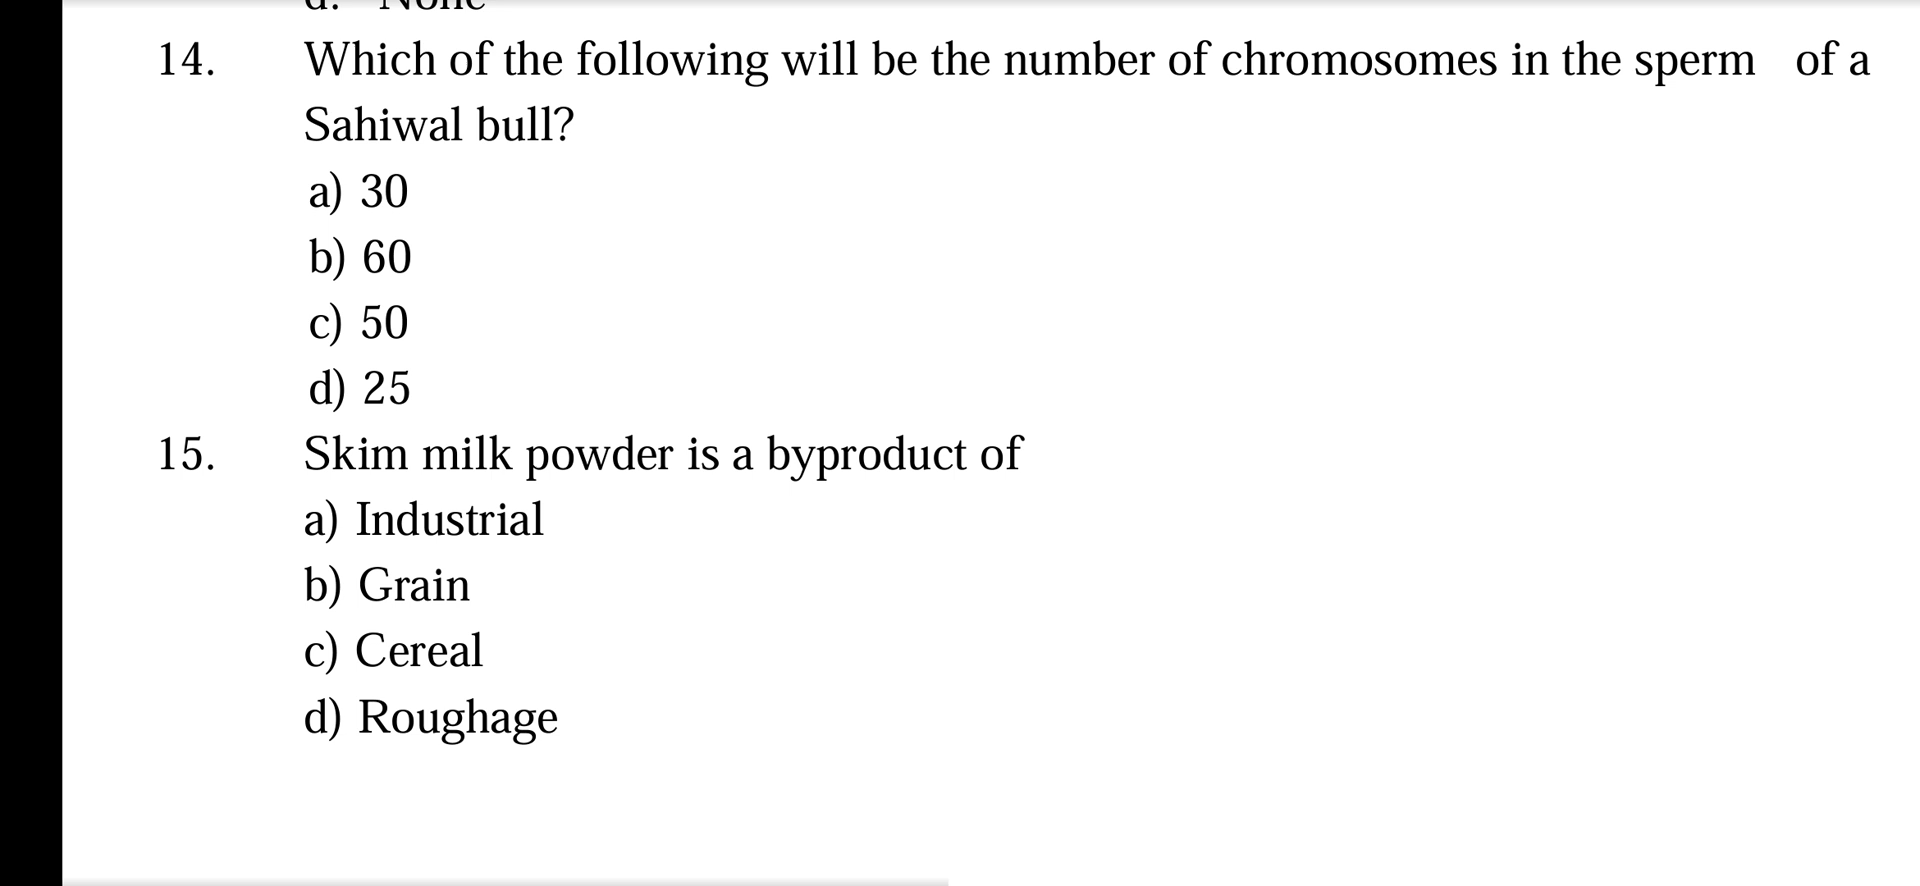 14. Which of the following will be the number of chromosomes in the sperm of a
Sahiwal bull?
a) 30
b) 60
c) 50
d) 25
15. Skim milk powder is a byproduct of
a) Industrial
b) Grain
c) Cereal
d) Roughage